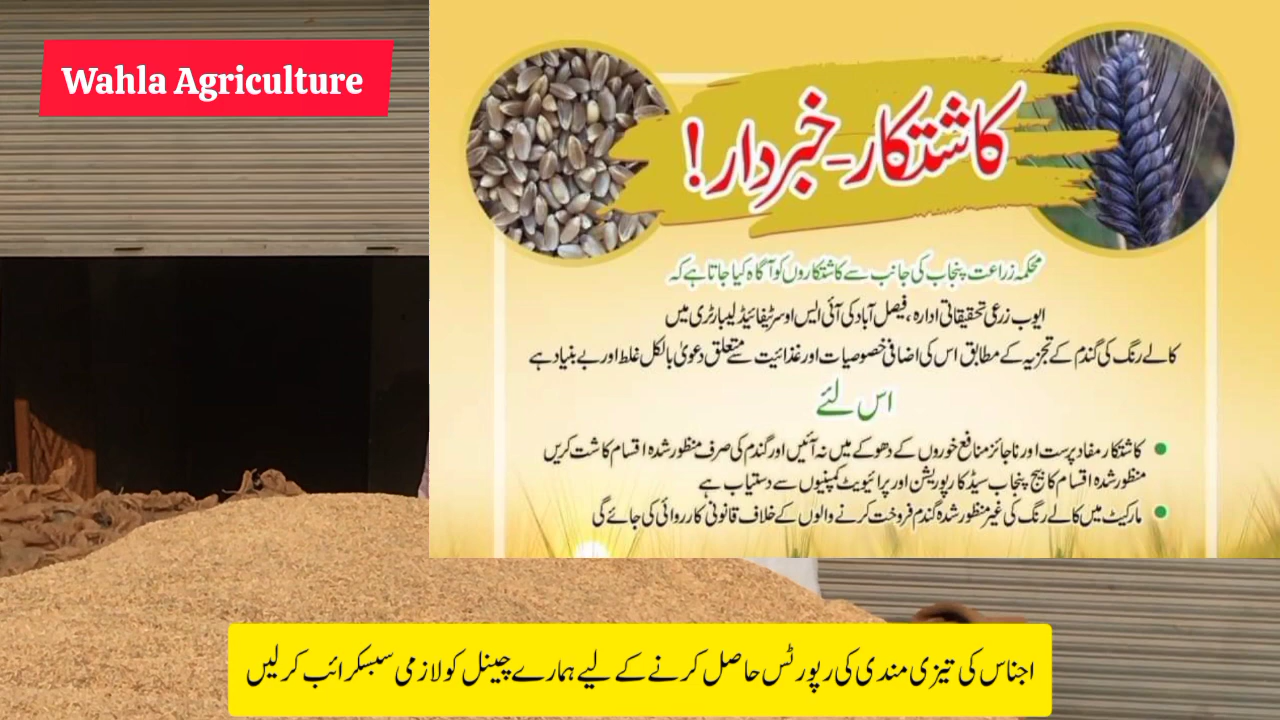 Wahla Agriculture
کاشتکار - خبردار!
محکمہ زراعت پنجاب کی جانب سے کاشتکاروں کو آگاہ کیا جاتا ہے کہ
ایوب زرعی تحقیقاتی ادارہ، فیصل آباد کی آئی ایس او سرٹیفائیڈ لیبارٹری میں
کالے رنگ کی گندم کے تجزیہ کے مطابق اس کی اضافی خصوصیات اور غذائیت سے متعلق دعویٰ بالکل غلط اور بے بنیاد ہے
اس لئے
کاشتکار مفاد پرست اور ناجائز منافع خوروں کے دھوکے میں نہ آئیں اور گندم کی صرف منظور شدہ اقسام کاشت کریں
منظور شدہ اقسام کا بیج پنجاب سیڈ کارپوریشن اور پرائیویٹ کمپنیوں سے دستیاب ہے
مارکیٹ میں کالے رنگ کی غیر منظور شدہ گندم فروخت کرنے والوں کے خلاف قانونی کارروائی کی جائے گی
اجناس کی تیزی مندی کی رپورٹس حاصل کرنے کے لیے ہمارے چینل کو لازمی سبسکرائب کر لیں